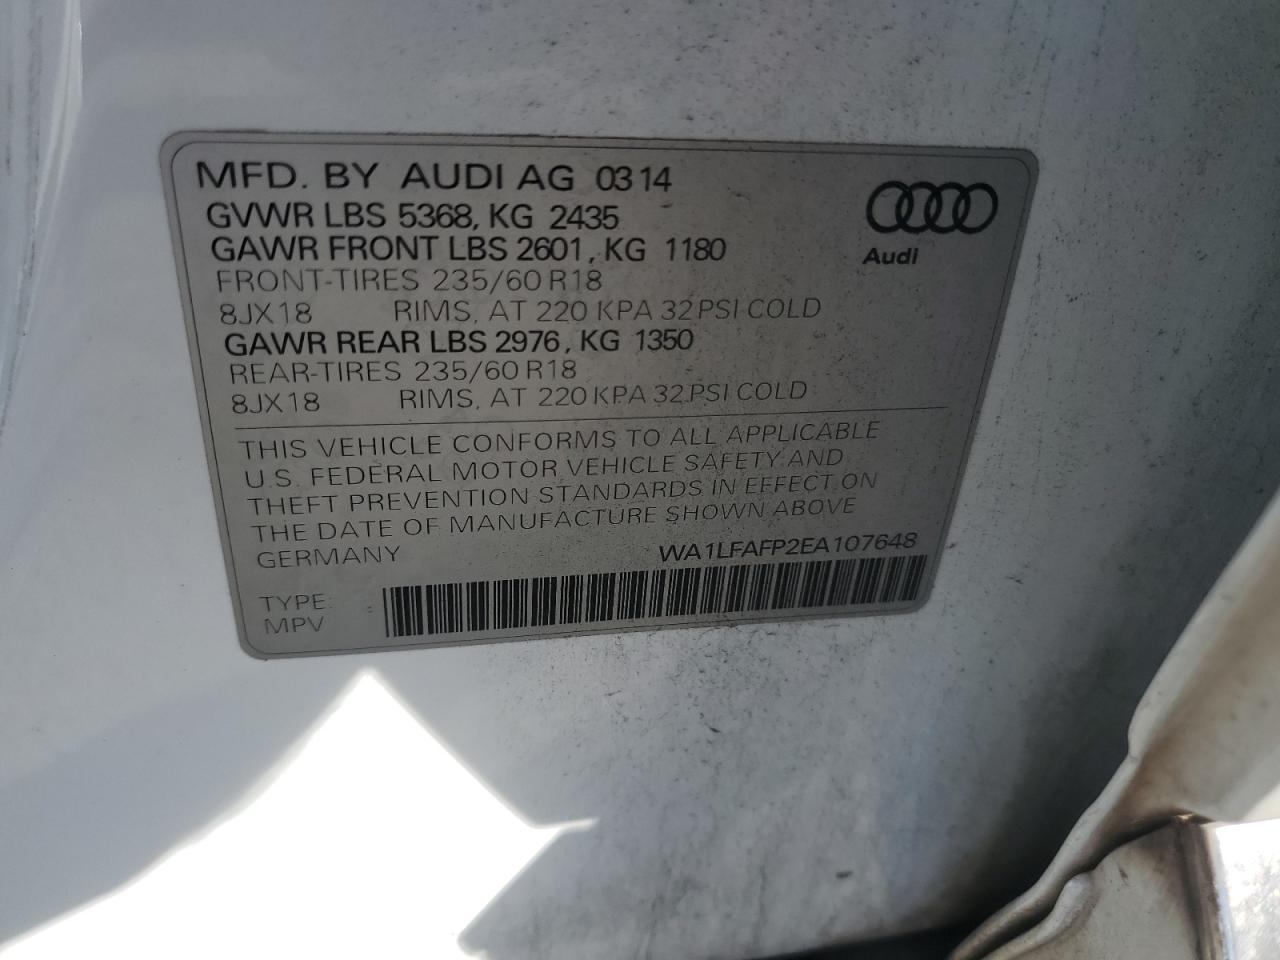 MFD. BY AUDI AG 0314
GVWR LBS 5368, KG 2435
GAWR FRONT LBS 2601, KG 1180
FRONT-TIRES 235/60 R18
8JX18 RIMS, AT 220 KPA 32 PSI COLD
GAWR REAR LBS 2976, KG 1350
REAR-TIRES 235/60 R18
8JX18 RIMS, AT 220 KPA 32 PSI COLD
Audi
THIS VEHICLE CONFORMS TO ALL APPLICABLE
U.S. FEDERAL MOTOR VEHICLE SAFETY AND
THEFT PREVENTION STANDARDS IN EFFECT ON
THE DATE OF MANUFACTURE SHOWN ABOVE
GERMANY WA1LFAFP2EA107648
TYPE:
MPV